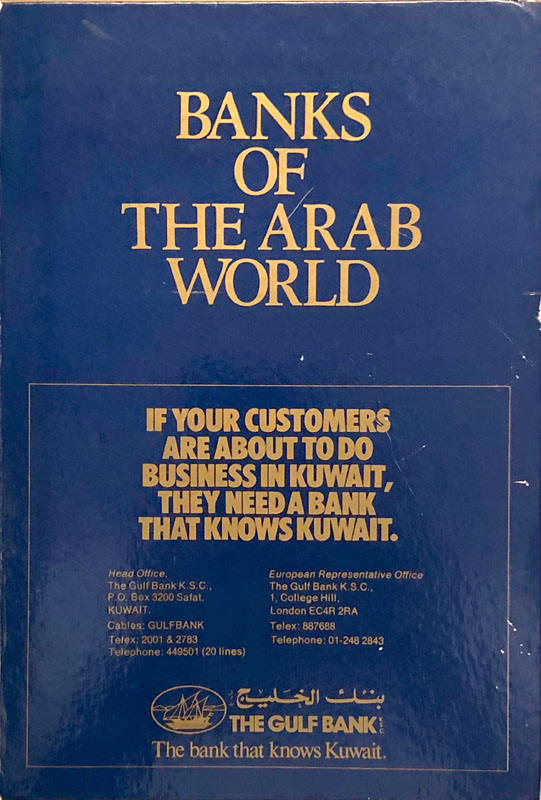 BANKS
OF
THE ARAB
WORLD
IF YOUR CUSTOMERS
ARE ABOUT TO DO
BUSINESS IN KUWAIT,
THEY NEED A BANK
THAT KNOWS KUWAIT.
Head Office,
The Gulf Bank K.S.C.,
P.O. Box 3200 Safat,
KUWAIT.
Cables: GULFBANK
Telex: 2001 & 2783
Telephone: 449501 (20 lines)
European Representative Office
The Gulf Bank K.S.C.,
1, College Hill,
London EC4R 2RA
Telex: 887688
Telephone: 01-248 2843
بنك الخليج
THE GULF BANK K.S.C.
The bank that knows Kuwait.